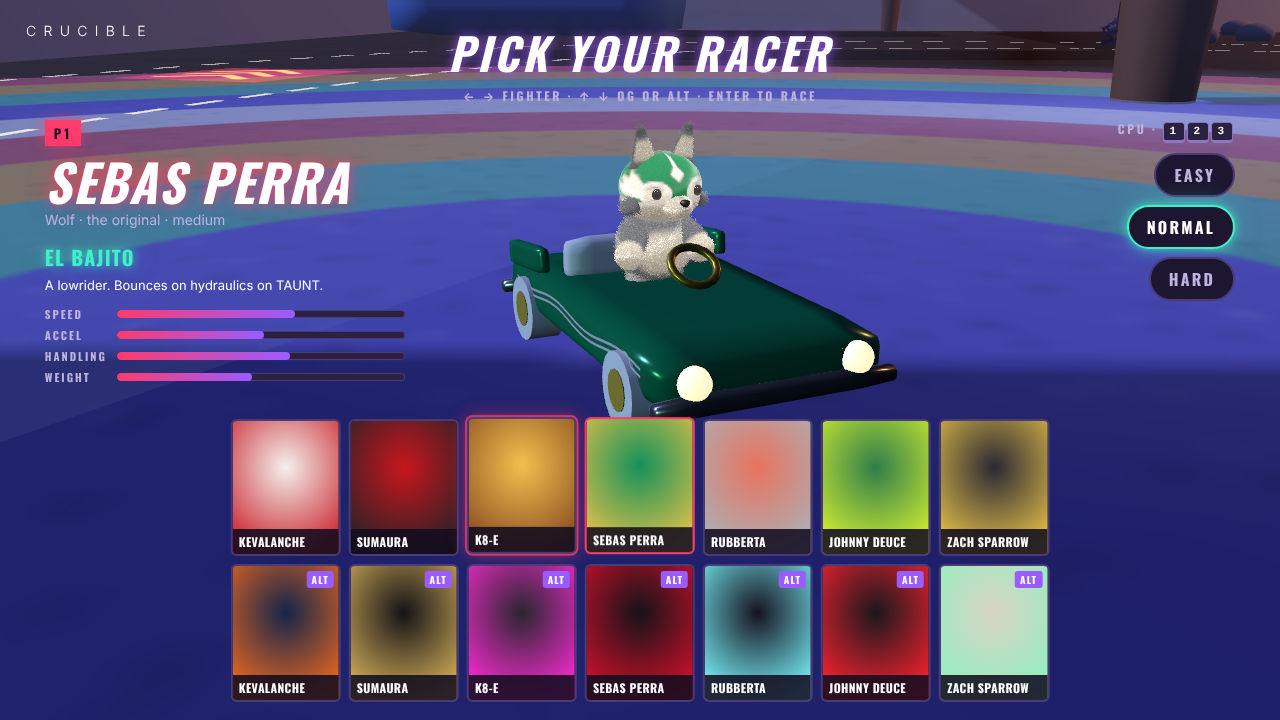 CRUCIBLE
PICK YOUR RACER
← → FIGHTER · ↑ ↓ OG OR ALT · ENTER TO RACE
P1
SEBAS PERRA
Wolf · the original · medium
EL BAJITO
A lowrider. Bounces on hydraulics on TAUNT.
SPEED
ACCEL
HANDLING
WEIGHT
CPU · 1 2 3
EASY
NORMAL
HARD
KEVALANCHE
SUMAURA
K8-E
SEBAS PERRA
RUBBERTA
JOHNNY DEUCE
ZACH SPARROW
ALT
KEVALANCHE
ALT
SUMAURA
ALT
K8-E
ALT
SEBAS PERRA
ALT
RUBBERTA
ALT
JOHNNY DEUCE
ALT
ZACH SPARROW